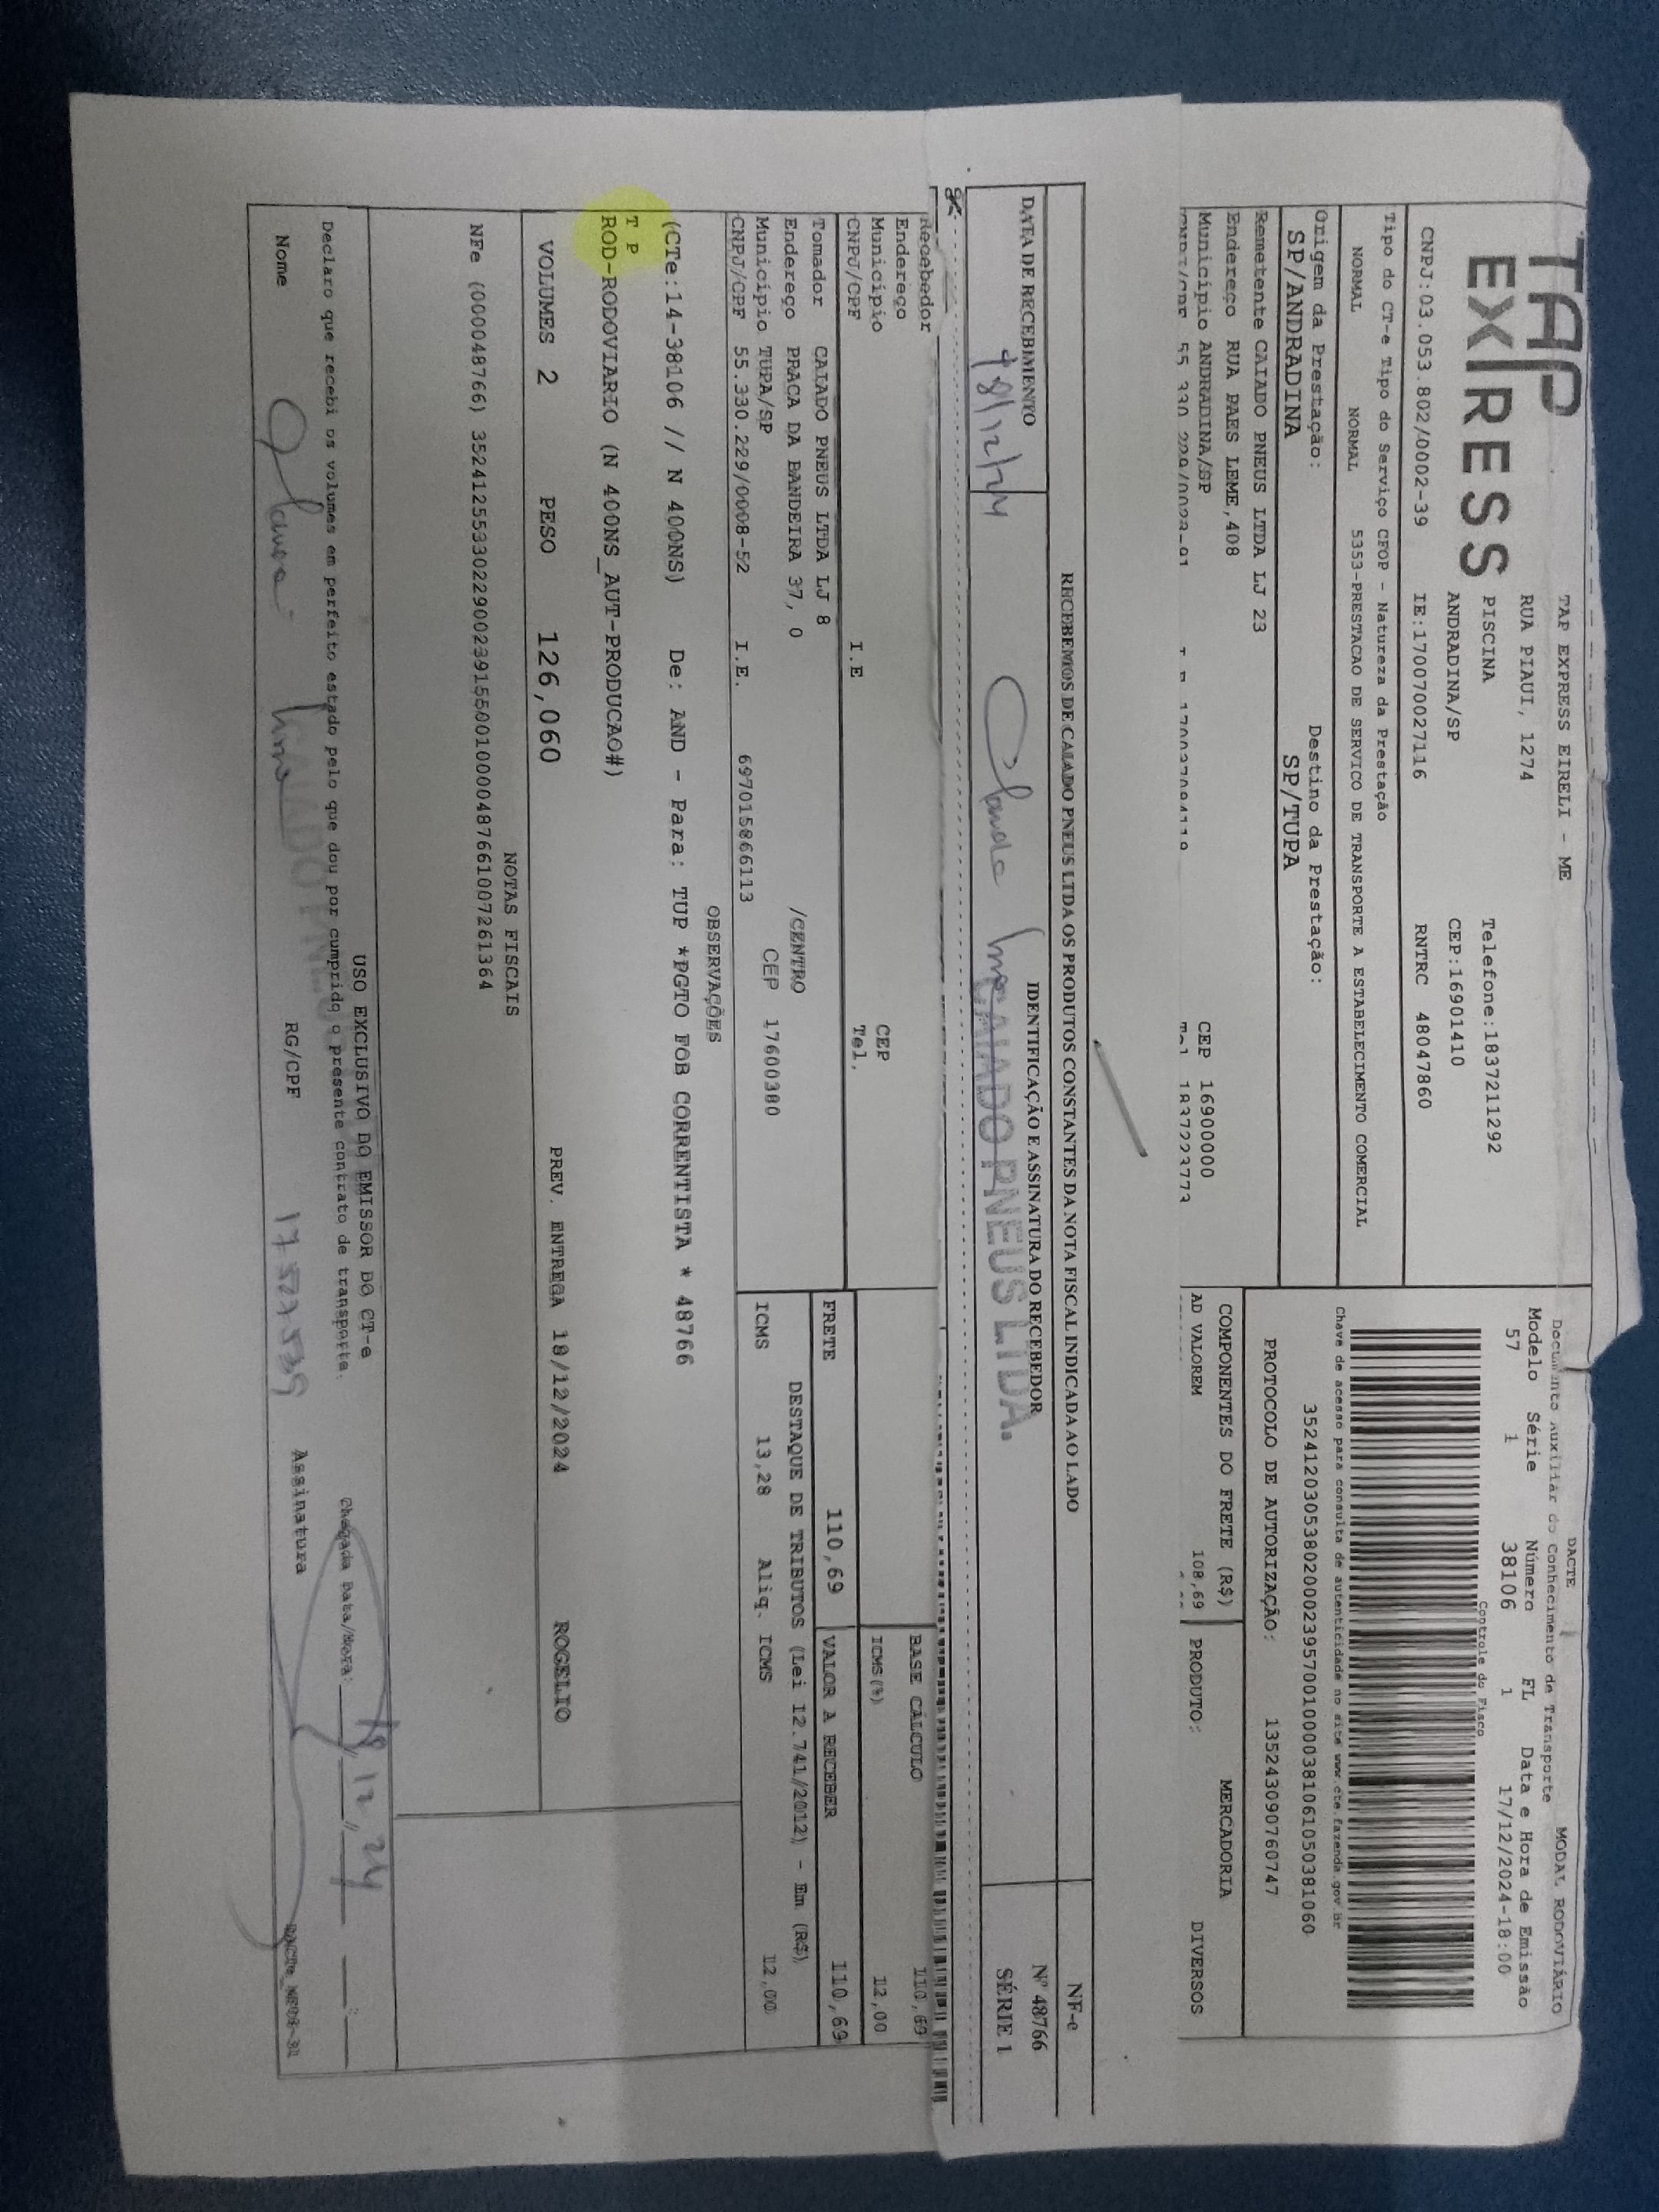 TAP
EXPRESS
TAP EXPRESS EIRELI - ME
RUA PIAUI, 1274
PISCINA Telefone:1837211292
ANDRADINA/SP CEP:16901410
CNPJ:03.053.802/0002-39 IE:170070027116 RNTRC 48047860
DACTE MODAL RODOVIÁRIO
Documento Auxiliar do Conhecimento de Transporte
Modelo Série Número FL Data e Hora de Emissão
57 1 38106 1 17/12/2024-18:00
Controle do Fisco
Tipo do CT-e Tipo do Serviço CFOP - Natureza da Prestação
NORMAL NORMAL 5353-PRESTACAO DE SERVICO DE TRANSPORTE A ESTABELECIMENTO COMERCIAL
Chave de acesso para consulta de autenticidade no site www.cte.fazenda.gov.br
35241203053802000239570010000381061050381060
Origem da Prestação: Destino da Prestação:
SP/ANDRADINA SP/TUPA
PROTOCOLO DE AUTORIZAÇÃO: 135243090760747
Remetente CAIADO PNEUS LTDA LJ 23
Endereço RUA PAES LEME,408
Município ANDRADINA/SP CEP 16900000
COMPONENTES DO FRETE (R$) MERCADORIA
AD VALOREM 108,69 PRODUTO: DIVERSOS
RECEBEMOS DE CAIADO PNEUS LTDA OS PRODUTOS CONSTANTES DA NOTA FISCAL INDICADA AO LADO NF-e
DATA DE RECEBIMENTO IDENTIFICAÇÃO E ASSINATURA DO RECEBEDOR Nº 48766
18/12/24 CAIADO PNEUS LTDA. SÉRIE 1
Recebedor
Endereço
Município CEP
CNPJ/CPF I.E Tel.
BASE CÁLCULO 110,69
ICMS(%) 12,00
Tomador CAIADO PNEUS LTDA LJ 8
Endereço PRACA DA BANDEIRA 37, 0 /CENTRO
Município TUPA/SP CEP 17600380
CNPJ/CPF 55.330.229/0008-52 I.E. 697015866113
FRETE 110,69 VALOR A RECEBER 110,69
DESTAQUE DE TRIBUTOS (Lei 12.741/2012) - Em (R$)
ICMS 13,28 Aliq. ICMS 12,00
OBSERVAÇÕES
(CTe:14-38106 // N 400NS) De: AND - Para: TUP *PGTO FOB CORRENTISTA * 48766
T P
ROD-RODOVIARIO (N 400NS_AUT-PRODUCAO#)
VOLUMES 2 PESO 126,060 PREV. ENTREGA 18/12/2024 ROGELIO
NOTAS FISCAIS
NFe (000048766) 35241255330229002391550010000487661007261364
USO EXCLUSIVO DO EMISSOR DO CT-e
Declaro que recebi os volumes em perfeito estado pelo que dou por cumprido o presente contrato de transporte.
Chegada Data/Hora: 18/12/24
Nome RG/CPF 17 527 539 Assinatura